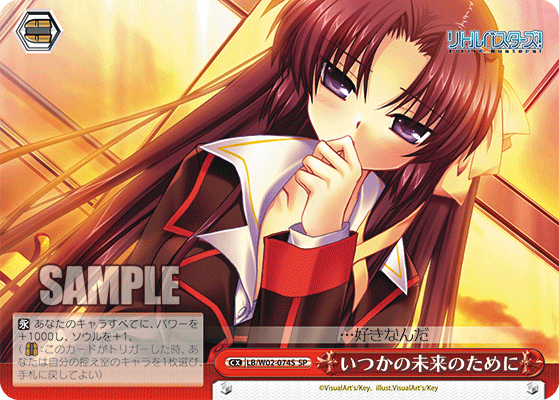 リトルバスターズ!
SAMPLE
…好きなんだ
永 あなたのキャラすべてに、パワーを
+1000し、ソウルを+1。
( :このカードがトリガーした時、あ
なたは自分の控え室のキャラを1枚選び、
手札に戻してよい)
CX LB/W02-074S SP
いつかの未来のために
©VisualArt's/Key, illust.VisualArt's/Key